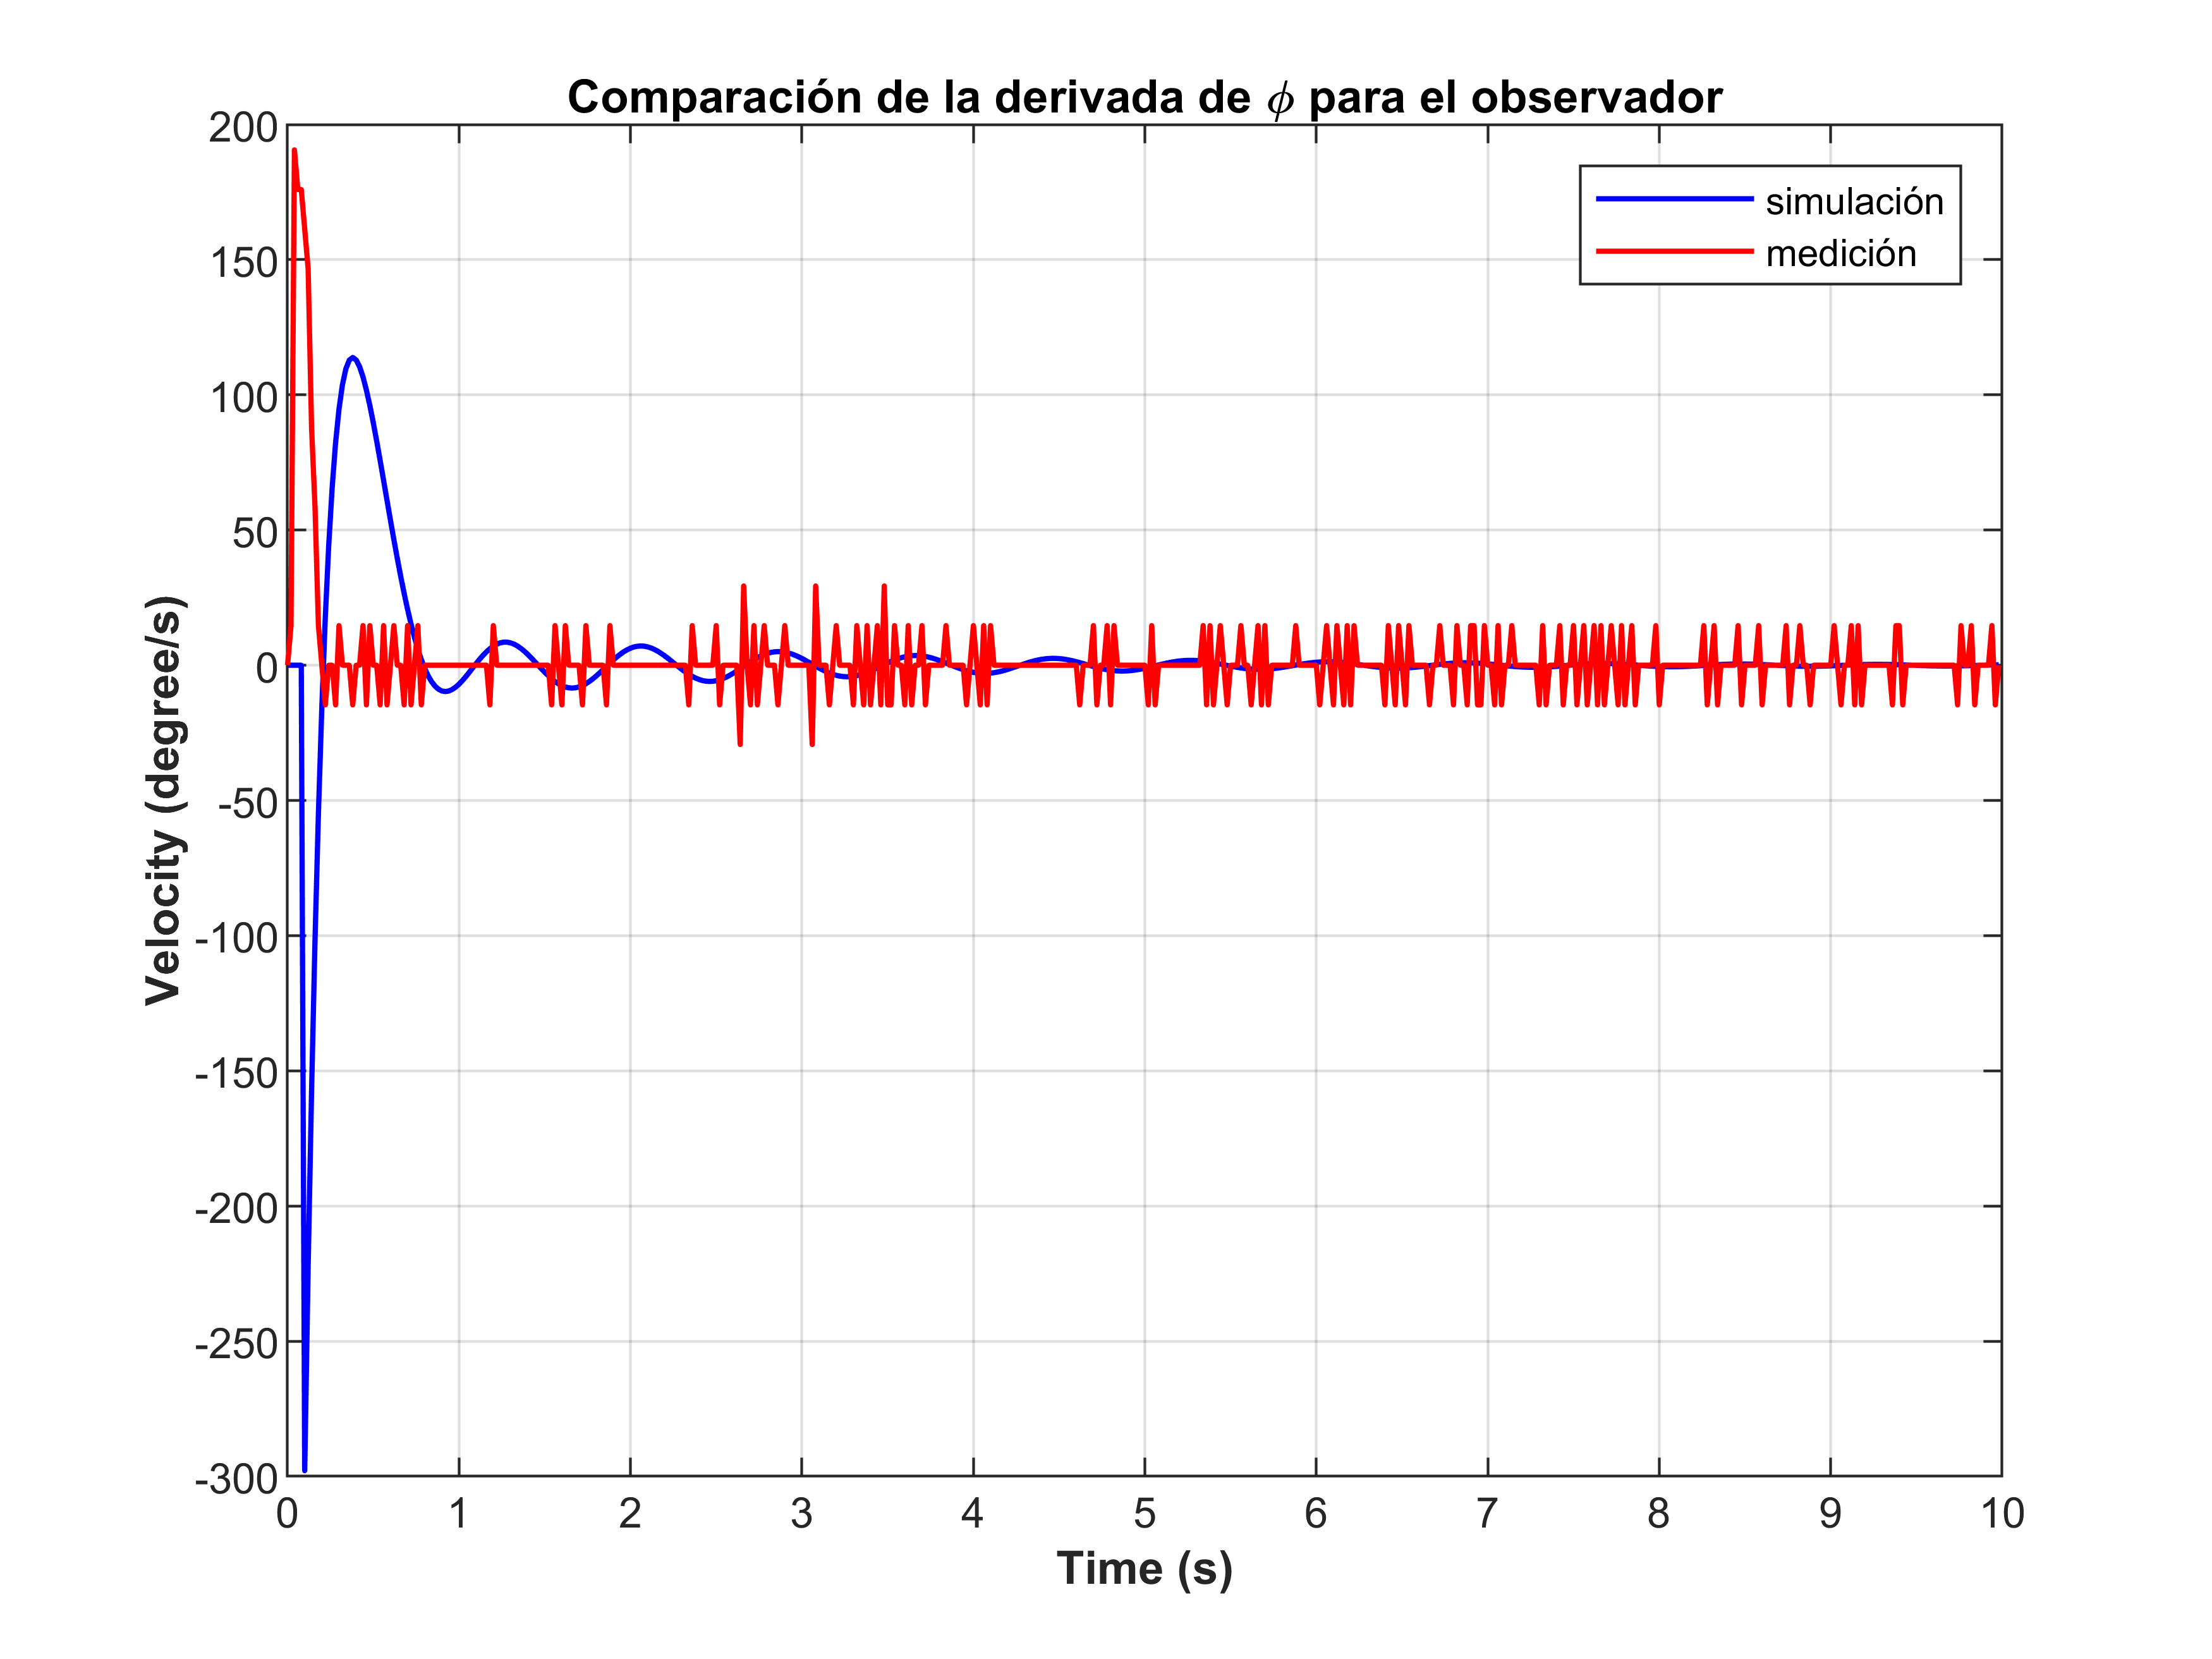 Comparación de la derivada de ϕ para el observador
simulación
medición
200
150
100
50
0
-50
-100
-150
-200
-250
-300
Velocity (degree/s)
0 1 2 3 4 5 6 7 8 9 10
Time (s)